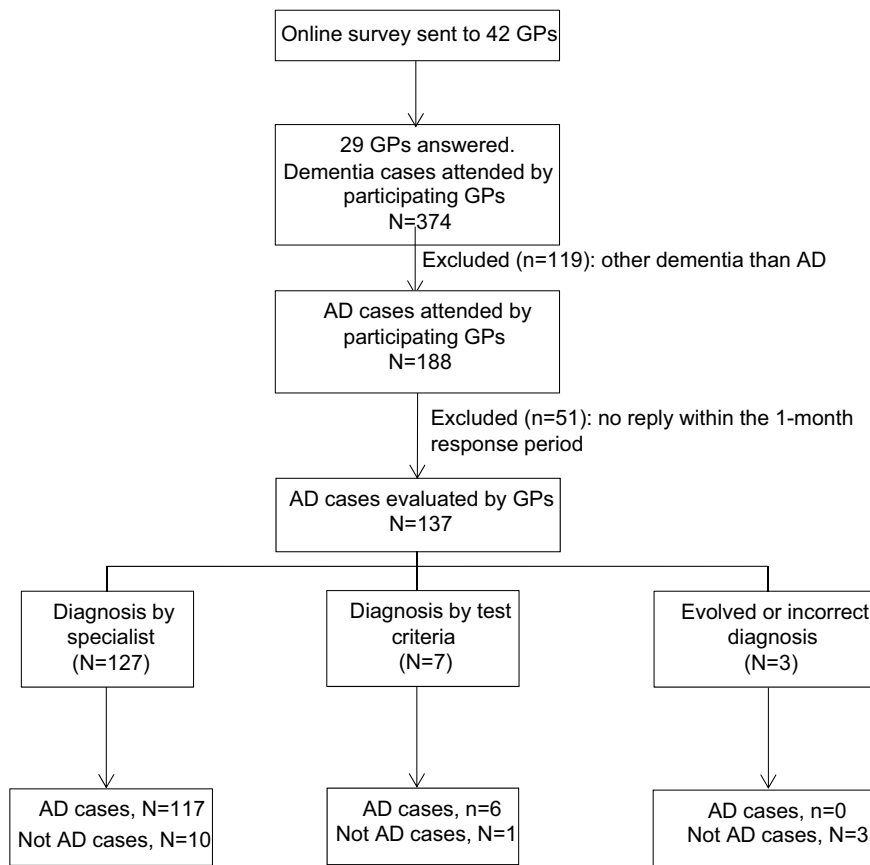 Online survey sent to 42 GPs
29 GPs answered.
Dementia cases attended by
participating GPs
N=374
Excluded (n=119): other dementia than AD
AD cases attended by
participating GPs
N=188
Excluded (n=51): no reply within the 1-month
response period
AD cases evaluated by GPs
N=137
Diagnosis by
specialist
(N=127)
Diagnosis by test
criteria
(N=7)
Evolved or incorrect
diagnosis
(N=3)
AD cases, N=117
Not AD cases, N=10
AD cases, n=6
Not AD cases, N=1
AD cases, n=0
Not AD cases, N=3